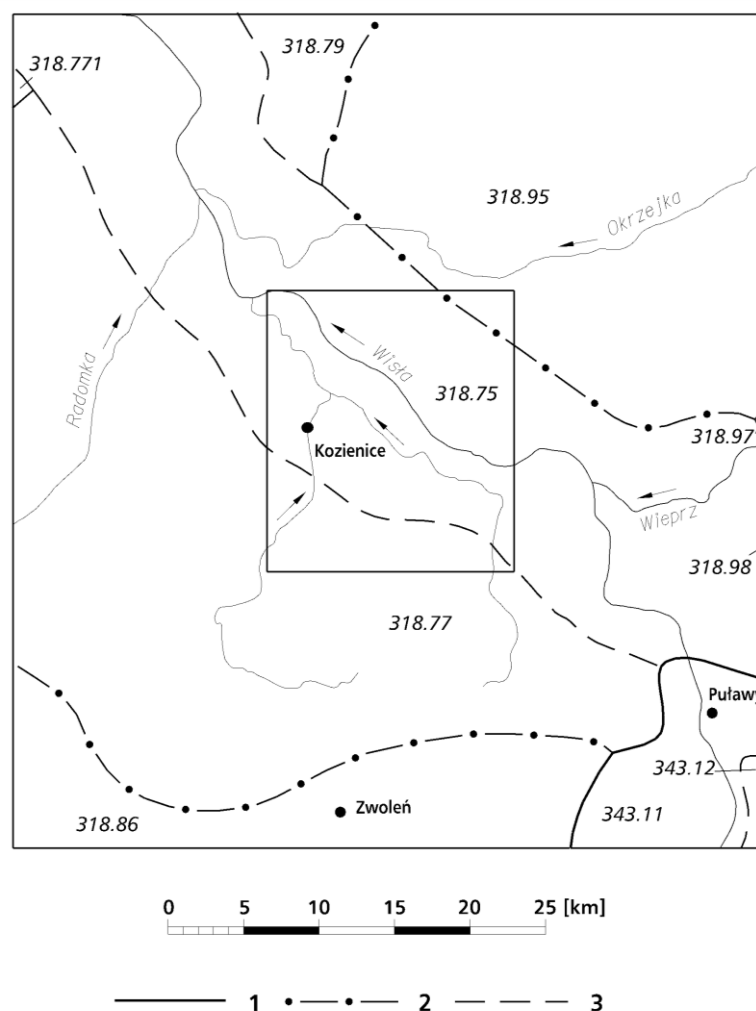 318.79
318.771
318.95
Okrzejka
Radomka
Wisła
318.75
318.97
Kozienice
Wieprz
318.98
318.77
Puławy
343.12
Zwoleń
318.86
343.11
0 5 10 15 20 25 [km]
1 2 3